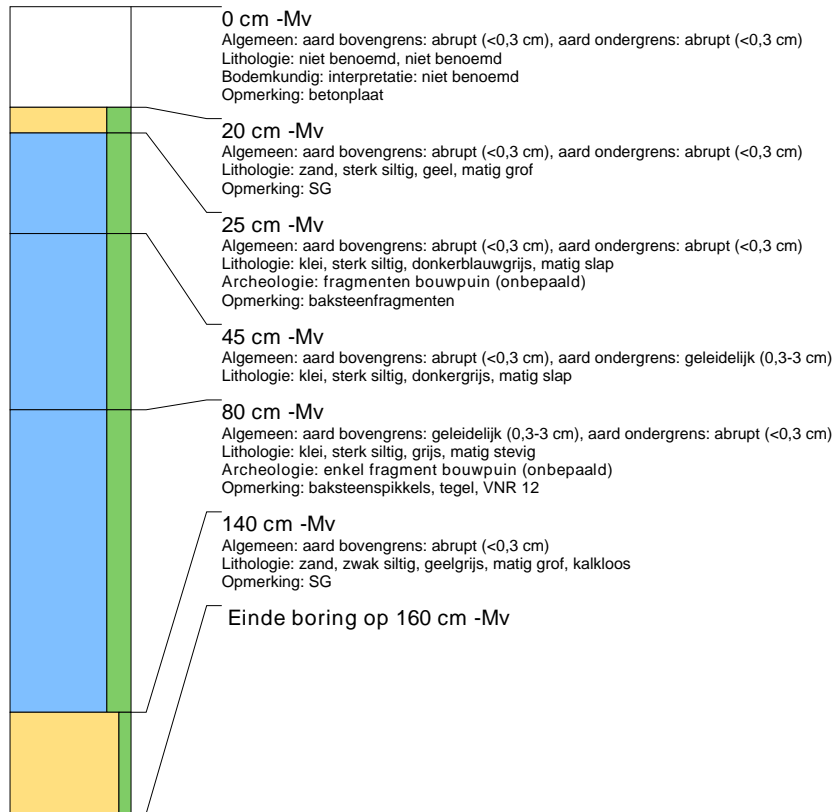 0 cm -Mv
Algemeen: aard bovengrens: abrupt (<0,3 cm), aard ondergrens: abrupt (<0,3 cm)
Lithologie: niet benoemd, niet benoemd
Bodemkundig: interpretatie: niet benoemd
Opmerking: betonplaat
20 cm -Mv
Algemeen: aard bovengrens: abrupt (<0,3 cm), aard ondergrens: abrupt (<0,3 cm)
Lithologie: zand, sterk siltig, geel, matig grof
Opmerking: SG
25 cm -Mv
Algemeen: aard bovengrens: abrupt (<0,3 cm), aard ondergrens: abrupt (<0,3 cm)
Lithologie: klei, sterk siltig, donkerblauwgrijs, matig slap
Archeologie: fragmenten bouwpuin (onbepaald)
Opmerking: baksteenfragmenten
45 cm -Mv
Algemeen: aard bovengrens: abrupt (<0,3 cm), aard ondergrens: geleidelijk (0,3-3 cm)
Lithologie: klei, sterk siltig, donkergrijs, matig slap
80 cm -Mv
Algemeen: aard bovengrens: geleidelijk (0,3-3 cm), aard ondergrens: abrupt (<0,3 cm)
Lithologie: klei, sterk siltig, grijs, matig stevig
Archeologie: enkel fragment bouwpuin (onbepaald)
Opmerking: baksteenspikkels, tegel, VNR 12
140 cm -Mv
Algemeen: aard bovengrens: abrupt (<0,3 cm)
Lithologie: zand, zwak siltig, geelgrijs, matig grof, kalkloos
Opmerking: SG
Einde boring op 160 cm -Mv